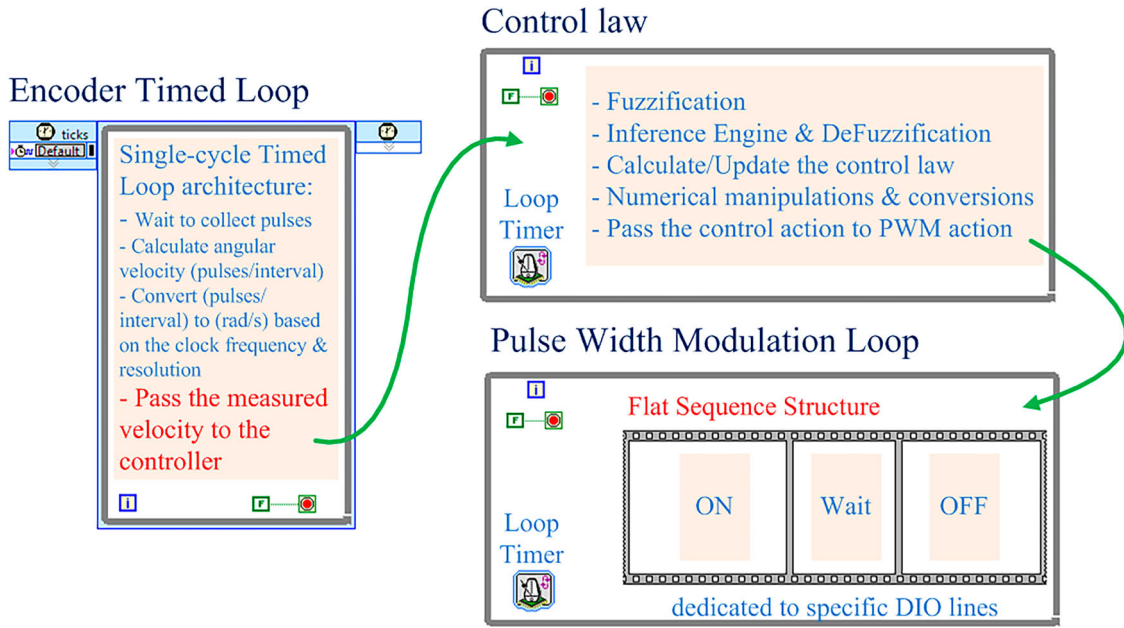 Encoder Timed Loop
ticks
Default
Single-cycle Timed
Loop architecture:
- Wait to collect pulses
- Calculate angular
velocity (pulses/interval)
- Convert (pulses/
interval) to (rad/s) based
on the clock frequency &
resolution
- Pass the measured
velocity to the
controller
i
F
Control law
i
F
Loop
Timer
- Fuzzification
- Inference Engine & DeFuzzification
- Calculate/Update the control law
- Numerical manipulations & conversions
- Pass the control action to PWM action
Pulse Width Modulation Loop
i
F
Loop
Timer
Flat Sequence Structure
ON
Wait
OFF
dedicated to specific DIO lines